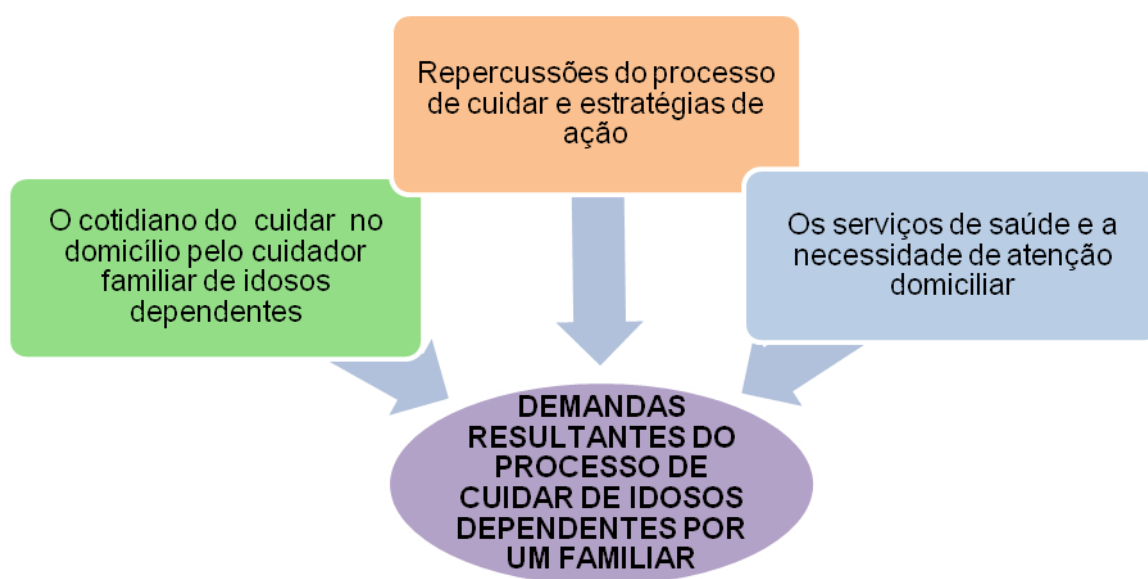 Repercussões do processo
de cuidar e estratégias de
ação
O cotidiano do cuidar no
domicílio pelo cuidador
familiar de idosos
dependentes
Os serviços de saúde e a
necessidade de atenção
domiciliar
DEMANDAS
RESULTANTES DO
PROCESSO DE
CUIDAR DE IDOSOS
DEPENDENTES POR
UM FAMILIAR